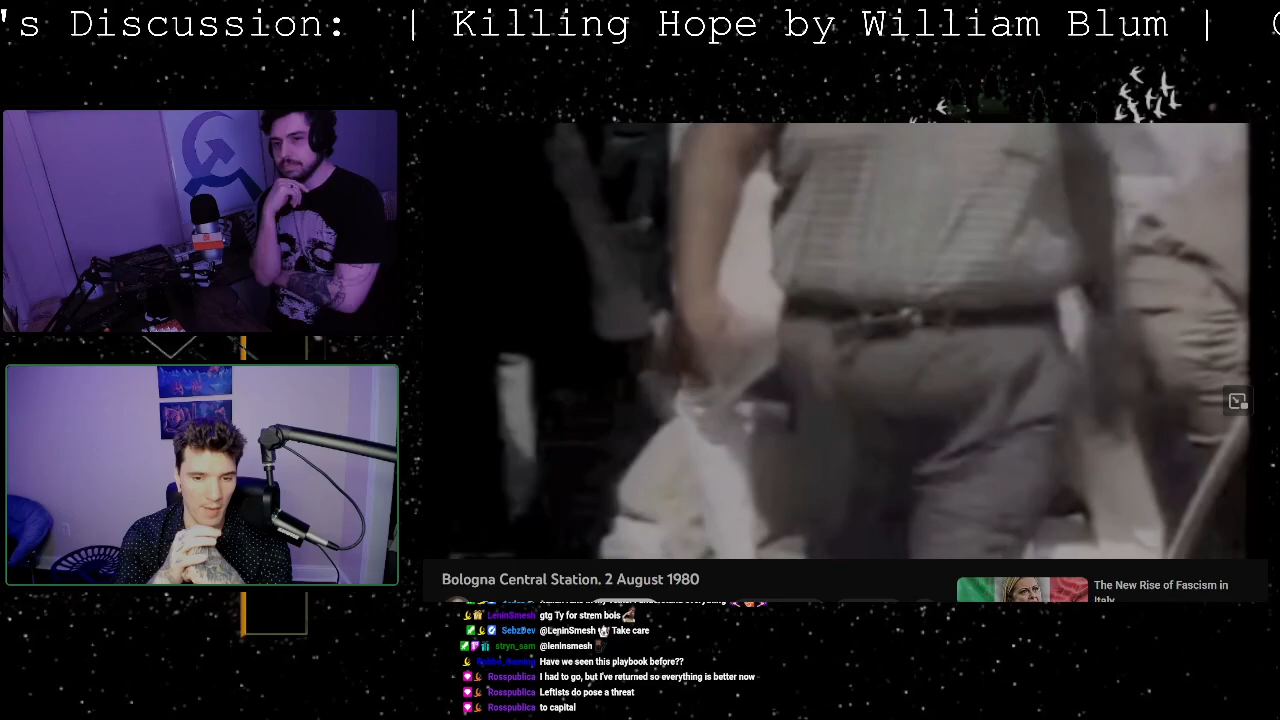 's Discussion: | Killing Hope by William Blum |
Bologna Central Station. 2 August 1980
The New Rise of Fascism in
Italy
LeninSmesh gtg Ty for strem bois
SebzDev @LeninSmesh Take care
stryn_sam @leninsmesh
Have we seen this playbook before??
Rosspublica I had to go, but I've returned so everything is better now
Rosspublica Leftists do pose a threat
Rosspublica to capital